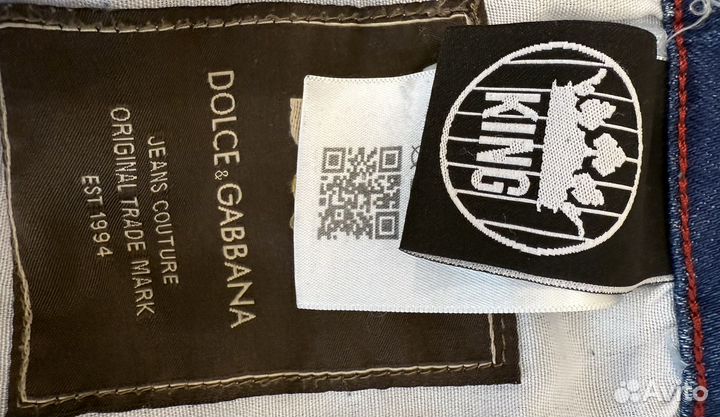 DOLCE & GABBANA
JEANS COUTURE
ORIGINAL TRADE MARK
EST 1994
KING
Avito